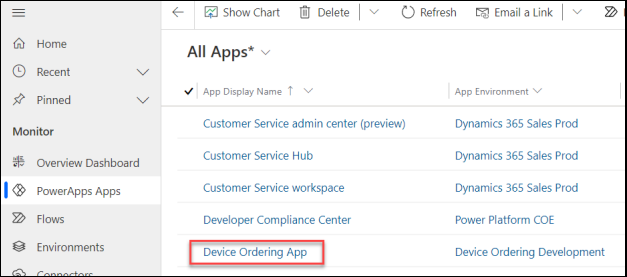 Show Chart Delete Refresh Email a Link
Home
Recent
Pinned
Monitor
Overview Dashboard
PowerApps Apps
Flows
Environments
Connectors
All Apps*
App Display Name ↑ App Environment
Customer Service admin center (preview) Dynamics 365 Sales Prod
Customer Service Hub Dynamics 365 Sales Prod
Customer Service workspace Dynamics 365 Sales Prod
Developer Compliance Center Power Platform COE
Device Ordering App Device Ordering Development